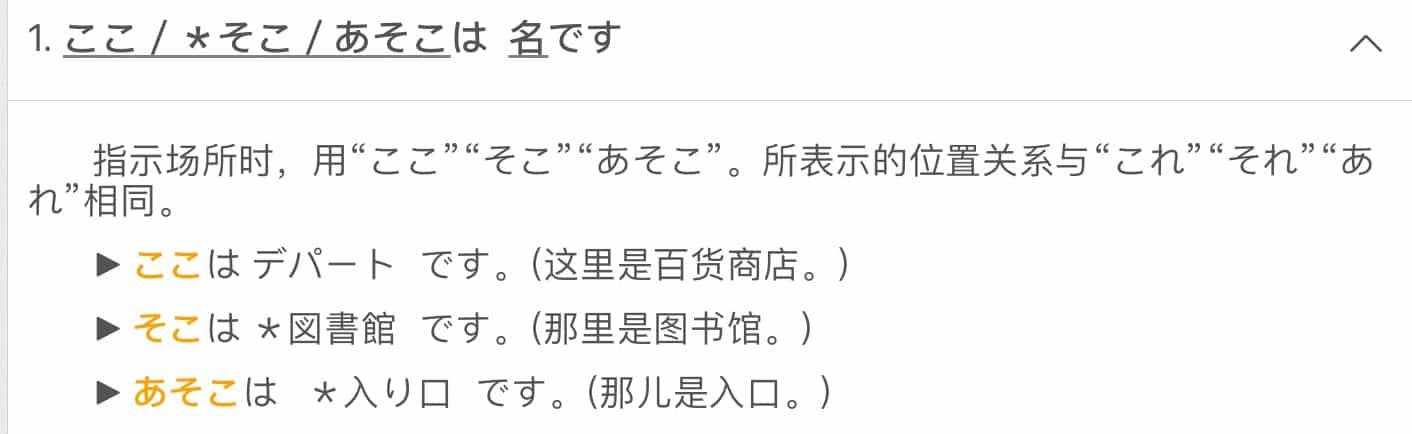 1. ここ / ＊そこ / あそこは 名です
指示场所时，用“ここ”“そこ”“あそこ”。所表示的位置关系与“これ”“それ”“あ
れ”相同。
▶ ここは デパート です。(这里是百货商店。)
▶ そこは ＊図書館 です。(那里是图书馆。)
▶ あそこは ＊入り口 です。(那儿是入口。)